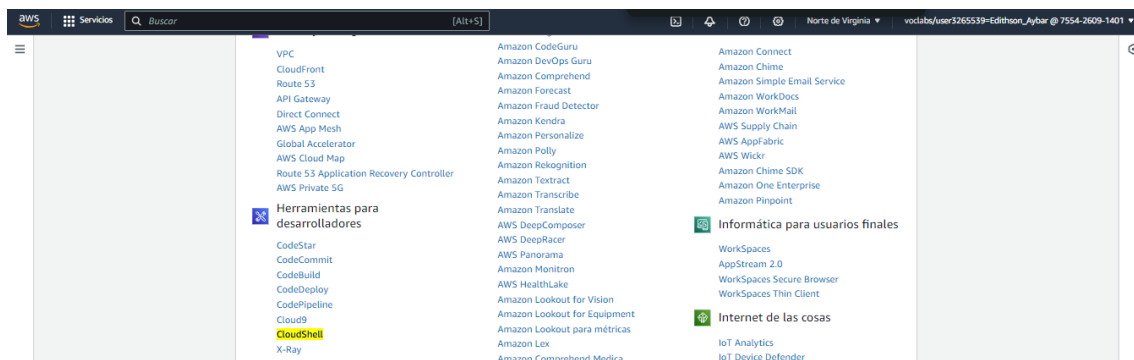 aws
Servicios
Buscar
[Alt+S]
Norte de Virginia
voclabs/user3265539=Edithson_Aybar @ 7554-2609-1401
VPC
CloudFront
Route 53
API Gateway
Direct Connect
AWS App Mesh
Global Accelerator
AWS Cloud Map
Route 53 Application Recovery Controller
AWS Private 5G
Herramientas para
desarrolladores
CodeStar
CodeCommit
CodeBuild
CodeDeploy
CodePipeline
Cloud9
CloudShell
X-Ray
Amazon CodeGuru
Amazon DevOps Guru
Amazon Comprehend
Amazon Forecast
Amazon Fraud Detector
Amazon Kendra
Amazon Personalize
Amazon Polly
Amazon Rekognition
Amazon Textract
Amazon Transcribe
Amazon Translate
AWS DeepComposer
AWS DeepRacer
AWS Panorama
Amazon Monitron
AWS HealthLake
Amazon Lookout for Vision
Amazon Lookout for Equipment
Amazon Lookout para métricas
Amazon Lex
Amazon Comprehend Medica
Amazon Connect
Amazon Chime
Amazon Simple Email Service
Amazon WorkDocs
Amazon WorkMail
AWS Supply Chain
AWS AppFabric
AWS Wickr
Amazon Chime SDK
Amazon One Enterprise
Amazon Pinpoint
Informática para usuarios finales
WorkSpaces
AppStream 2.0
WorkSpaces Secure Browser
WorkSpaces Thin Client
Internet de las cosas
IoT Analytics
IoT Device Defender